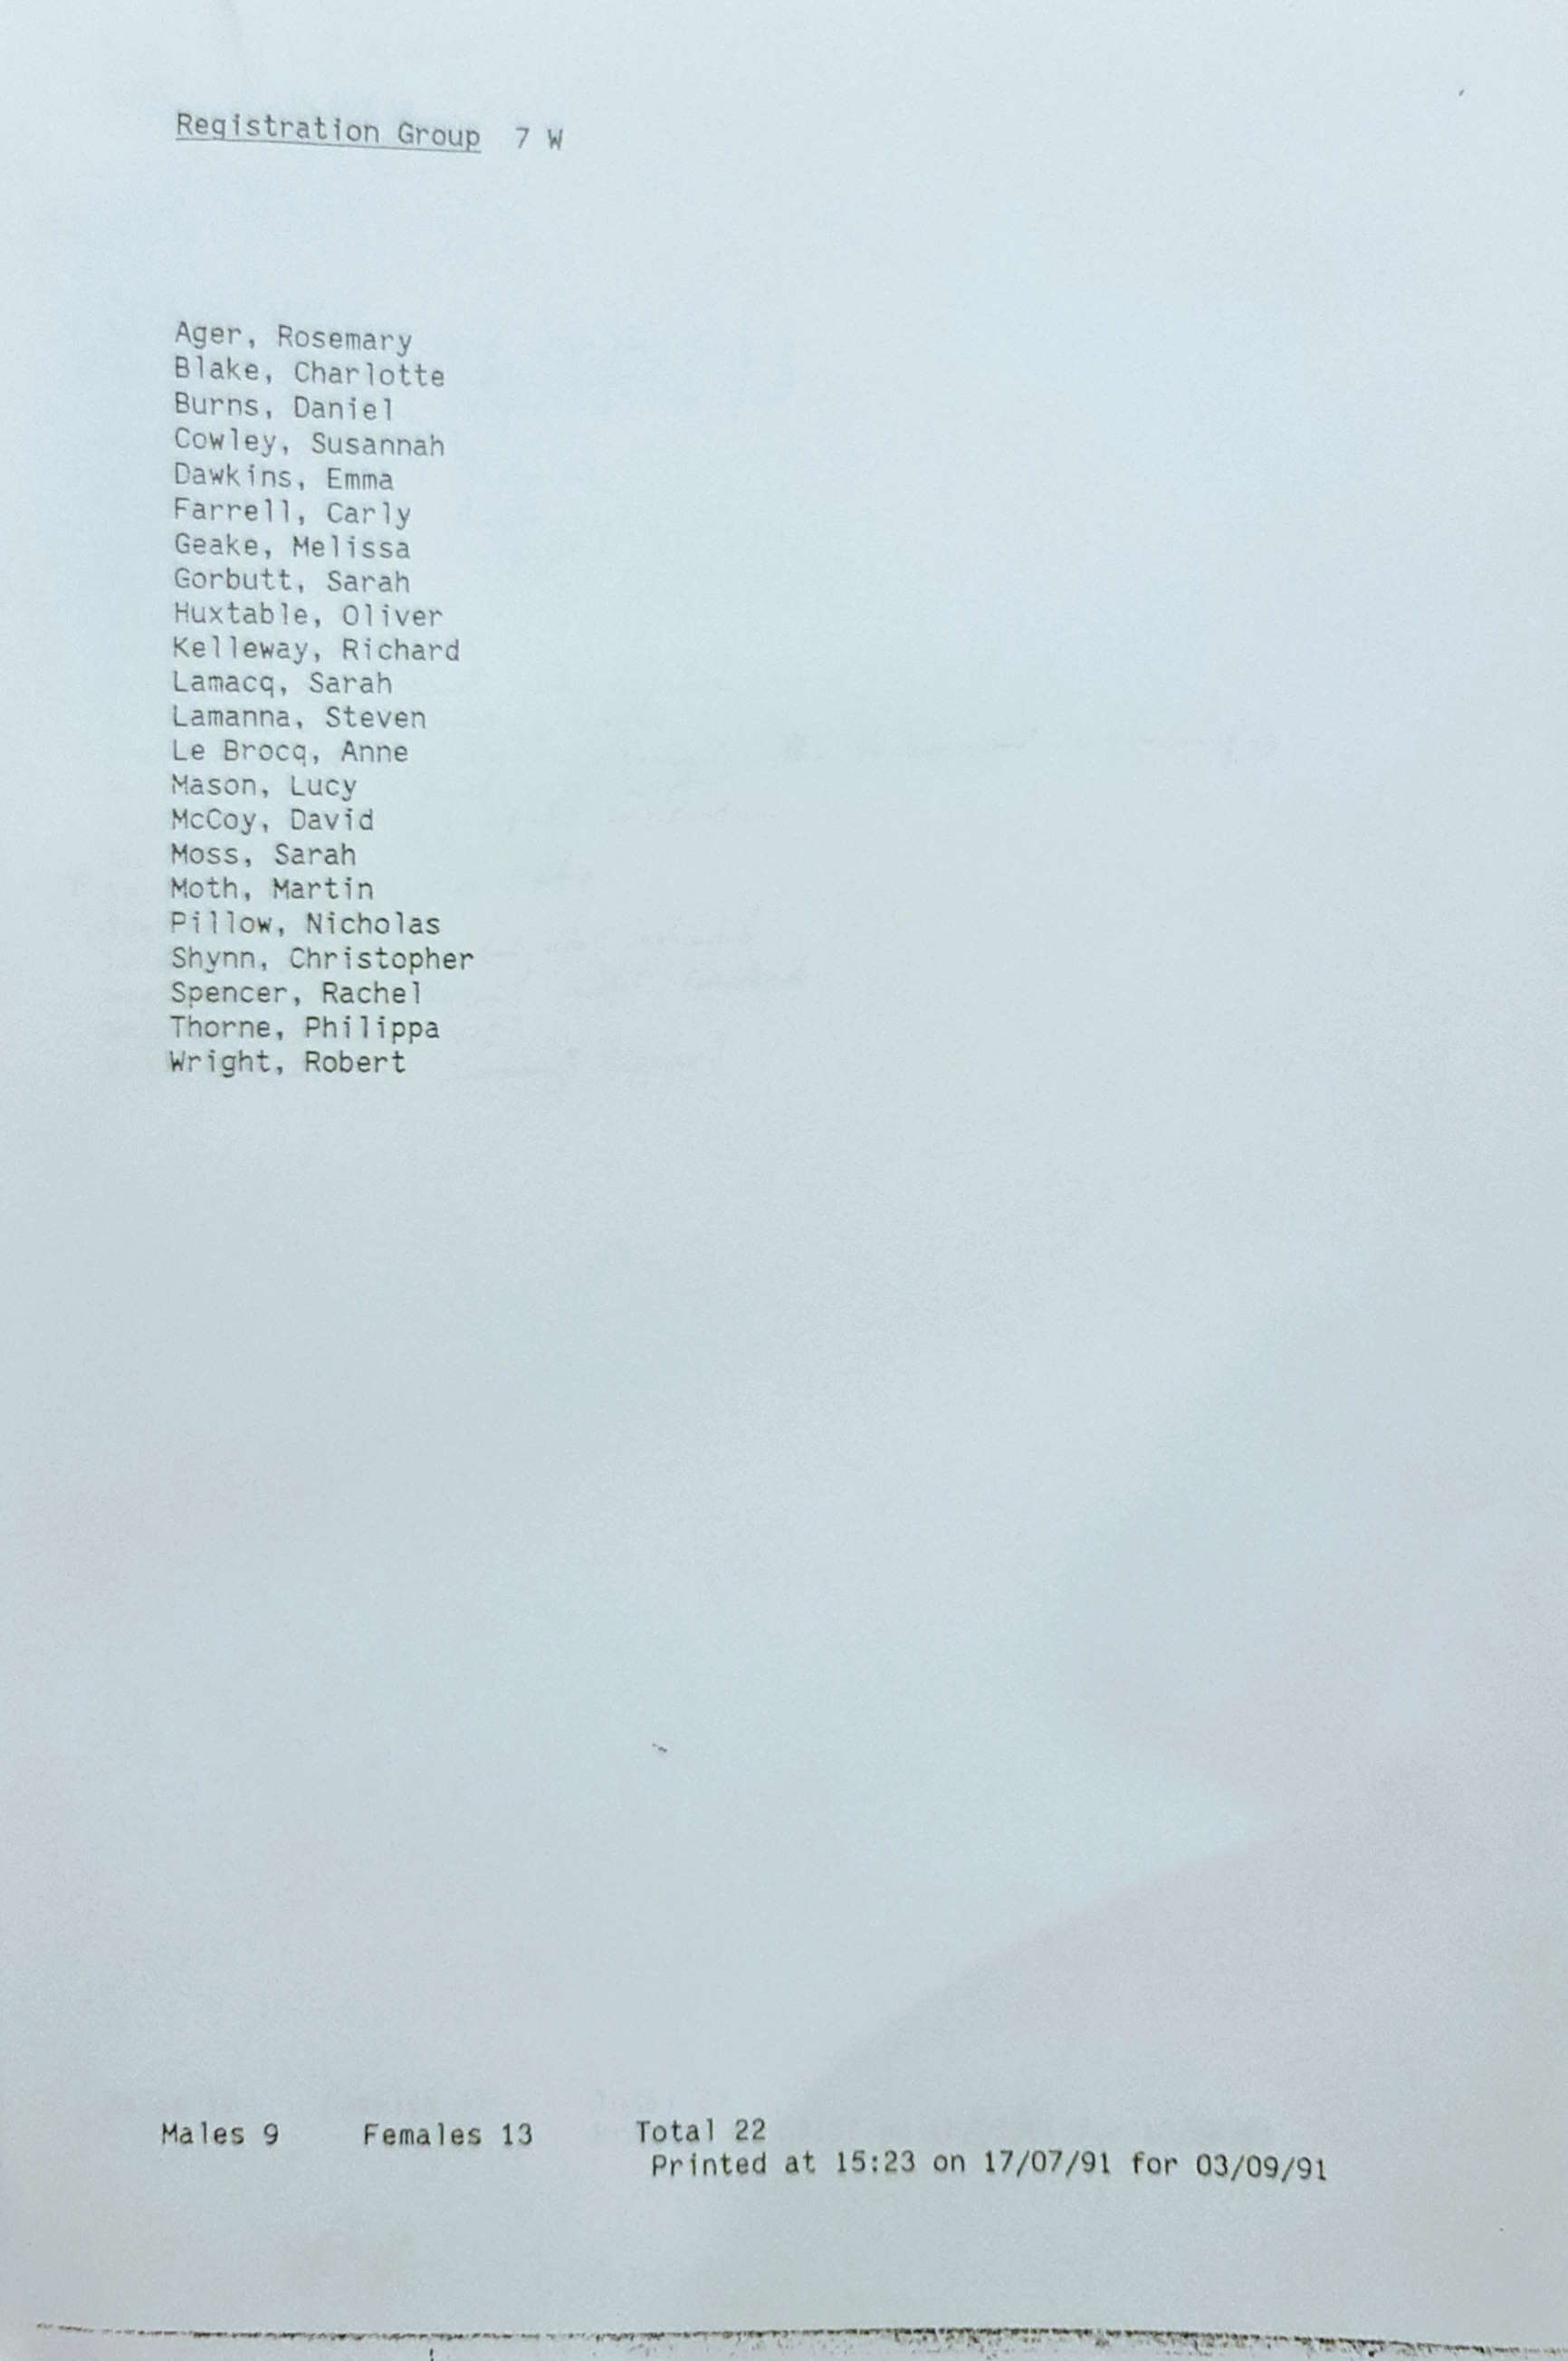 Registration Group 7 W
Ager, Rosemary
Blake, Charlotte
Burns, Daniel
Cowley, Susannah
Dawkins, Emma
Farrell, Carly
Geake, Melissa
Gorbutt, Sarah
Huxtable, Oliver
Kelleway, Richard
Lamacq, Sarah
Lamanna, Steven
Le Brocq, Anne
Mason, Lucy
McCoy, David
Moss, Sarah
Moth, Martin
Pillow, Nicholas
Shynn, Christopher
Spencer, Rachel
Thorne, Philippa
Wright, Robert
Males 9 Females 13 Total 22
Printed at 15:23 on 17/07/91 for 03/09/91